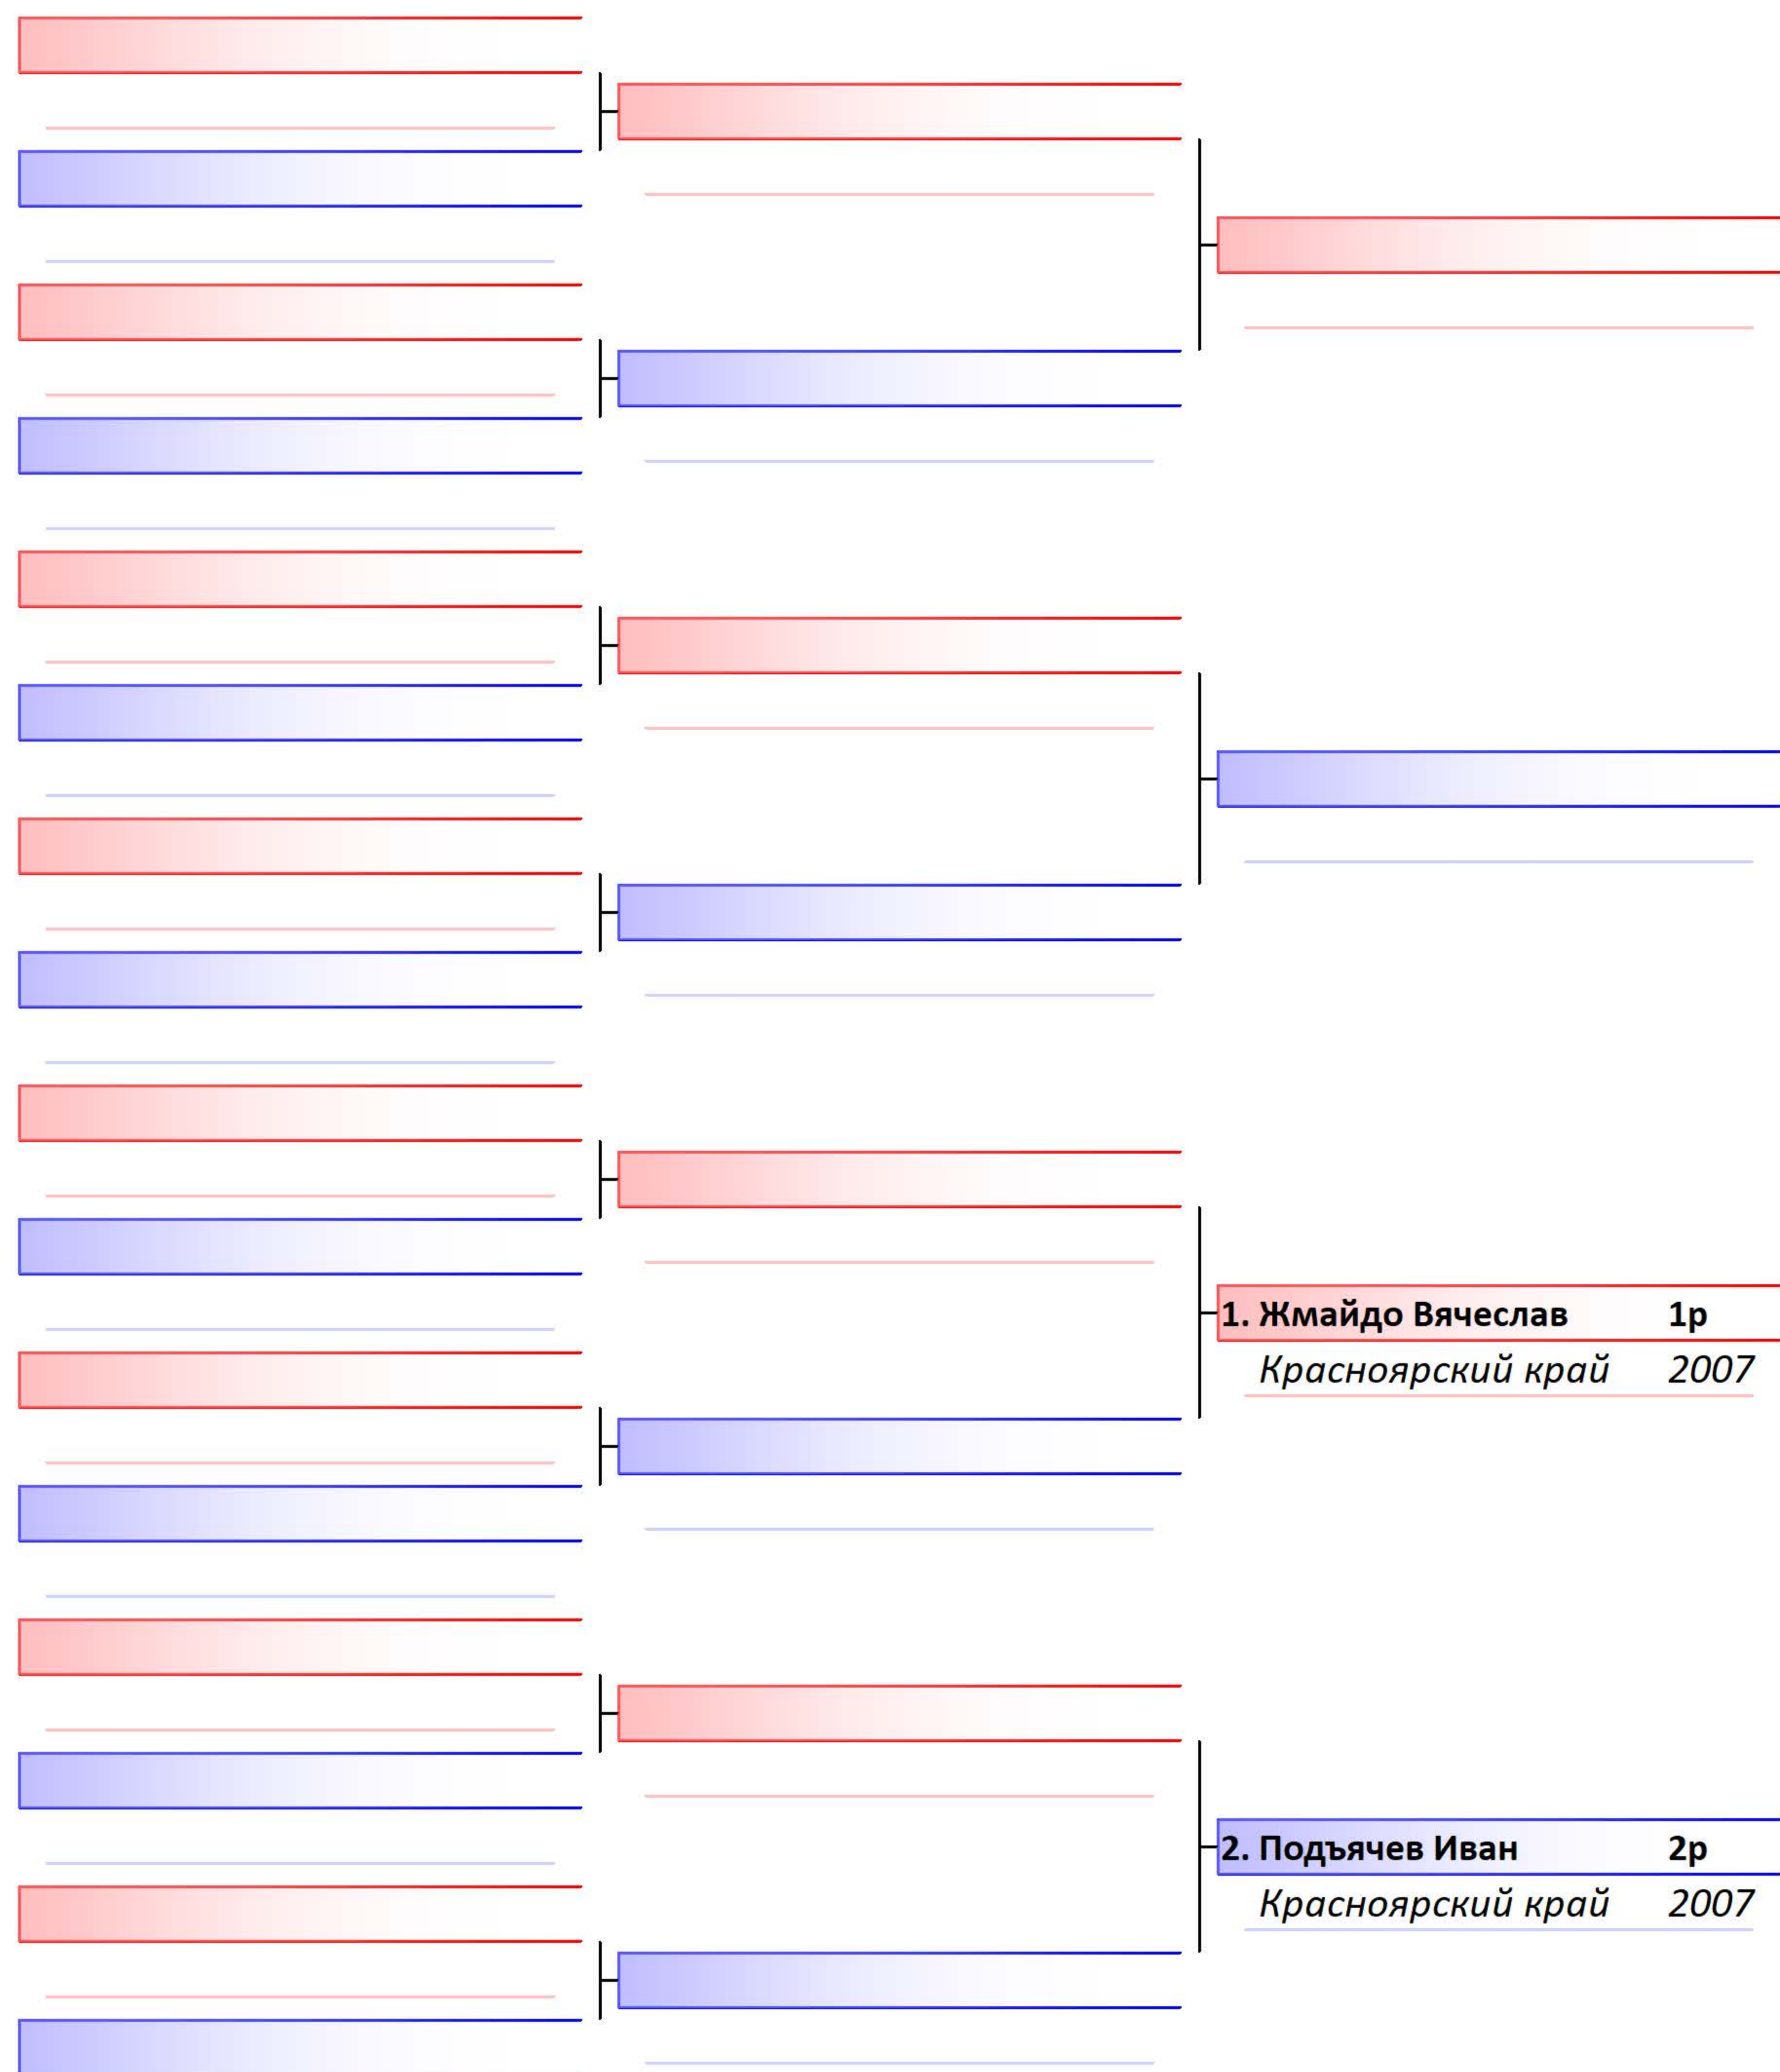 1. Жмайдо Вячеслав 1р
Красноярский край 2007
2. Подъячев Иван 2р
Красноярский край 2007